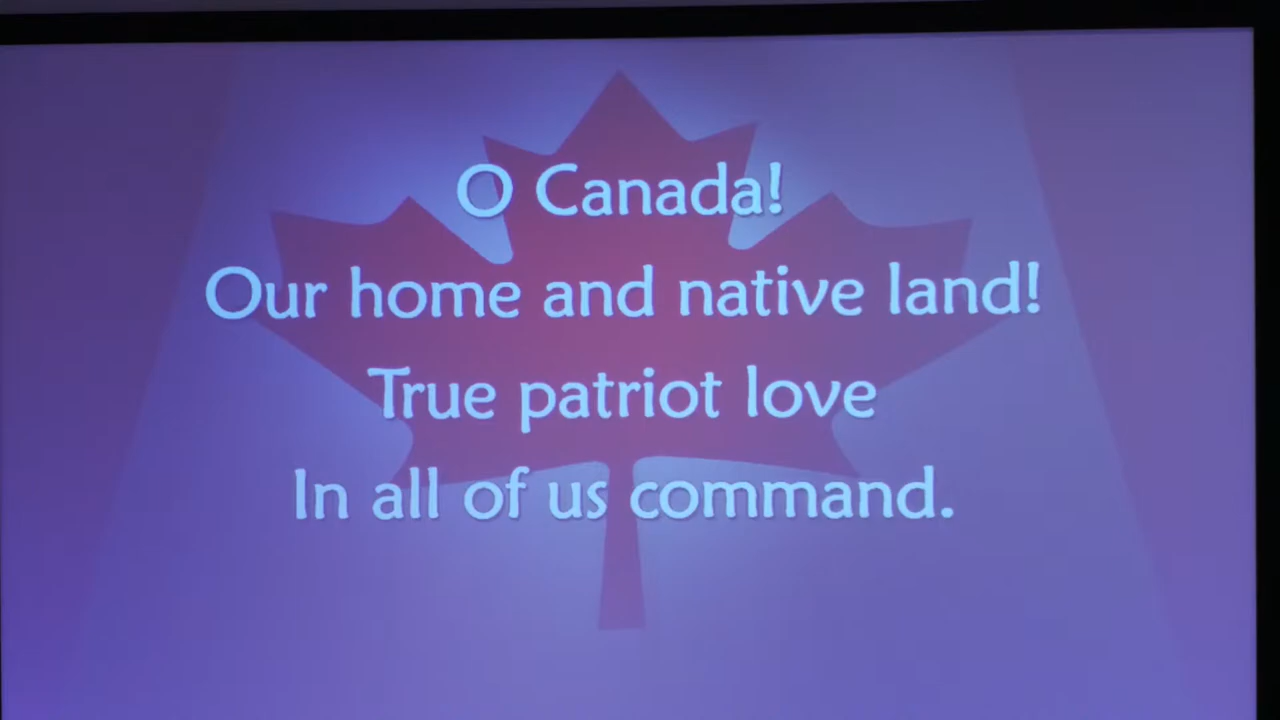 O Canada!
Our home and native land!
True patriot love
In all of us command.